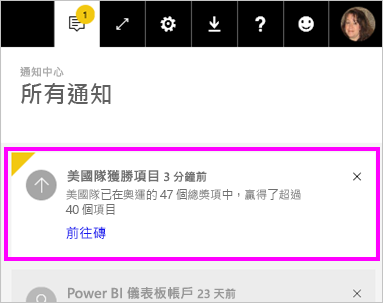 1
?
通知中心
所有通知
美國隊獲勝項目 3 分鐘前
美國隊已在奧運的 47 個總獎項中，贏得了超過
40 個項目
前往磚
Power BI 儀表板帳戶 23 天前